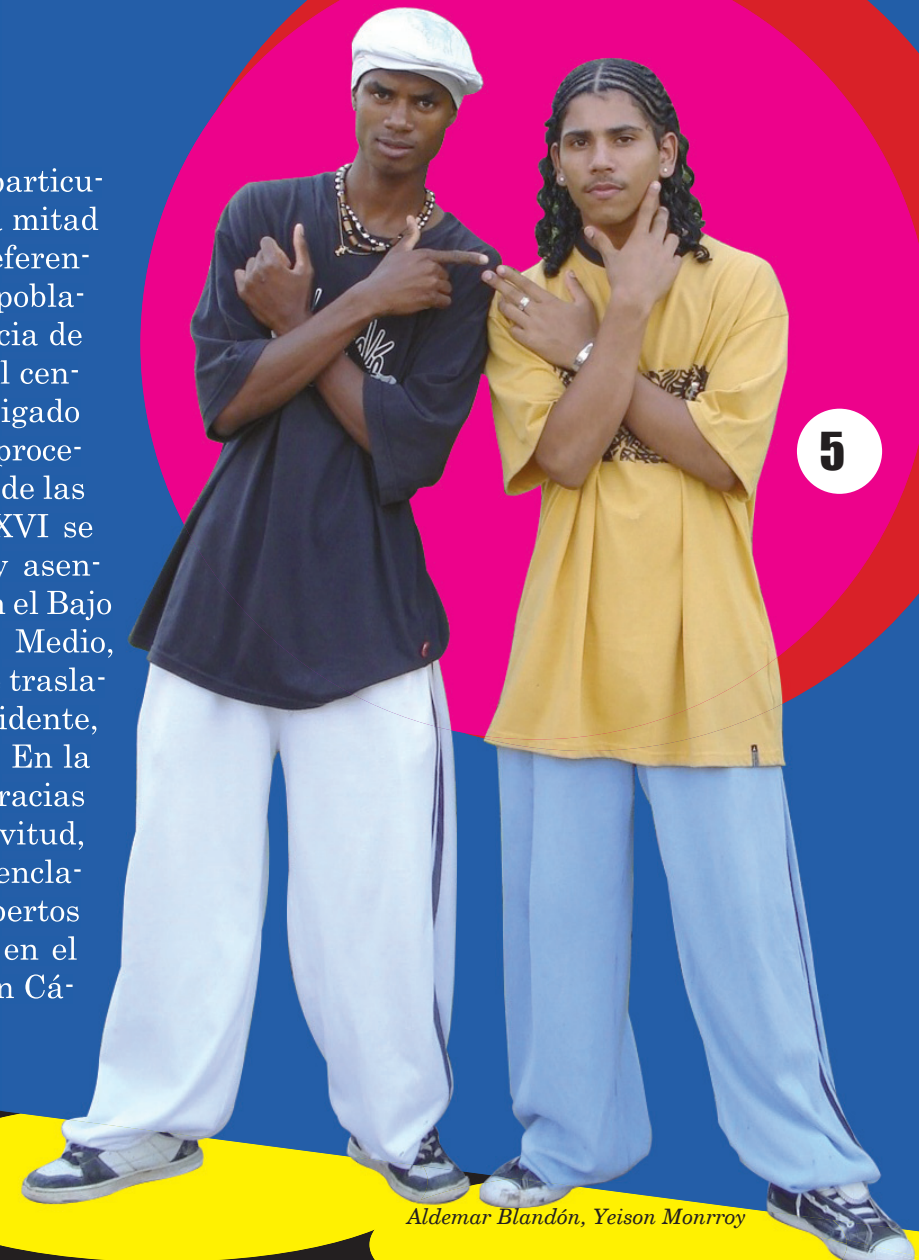 particu-
mitad
eferen-
pobla-
cia de
l cen-
igado
proce-
de las
XVI se
y asen-
n el Bajo
Medio,
trasla-
idente,
En la
racias
vitud,
encla-
pertos
en el
n Cá-
5
Aldemar Blandón, Yeison Monrroy